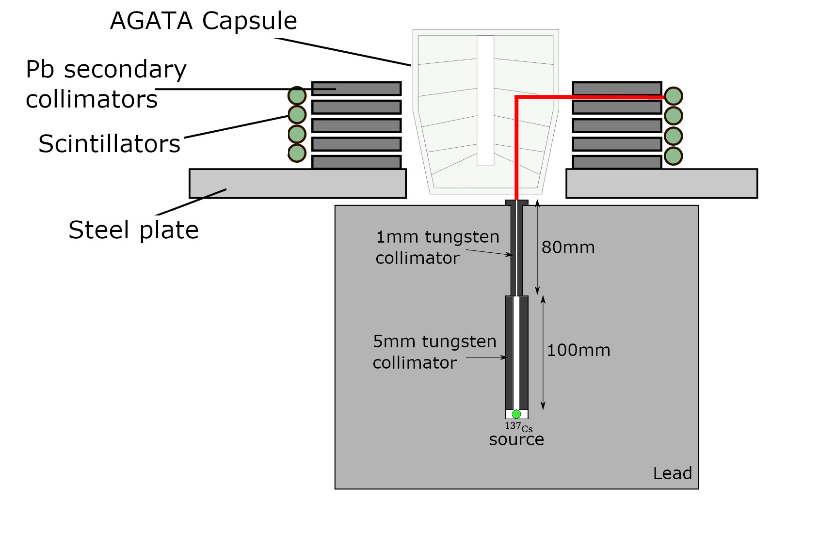 AGATA Capsule
Pb secondary
collimators
Scintillators
Steel plate
1mm tungsten
collimator
80mm
5mm tungsten
collimator
100mm
¹³⁷Cs
source
Lead